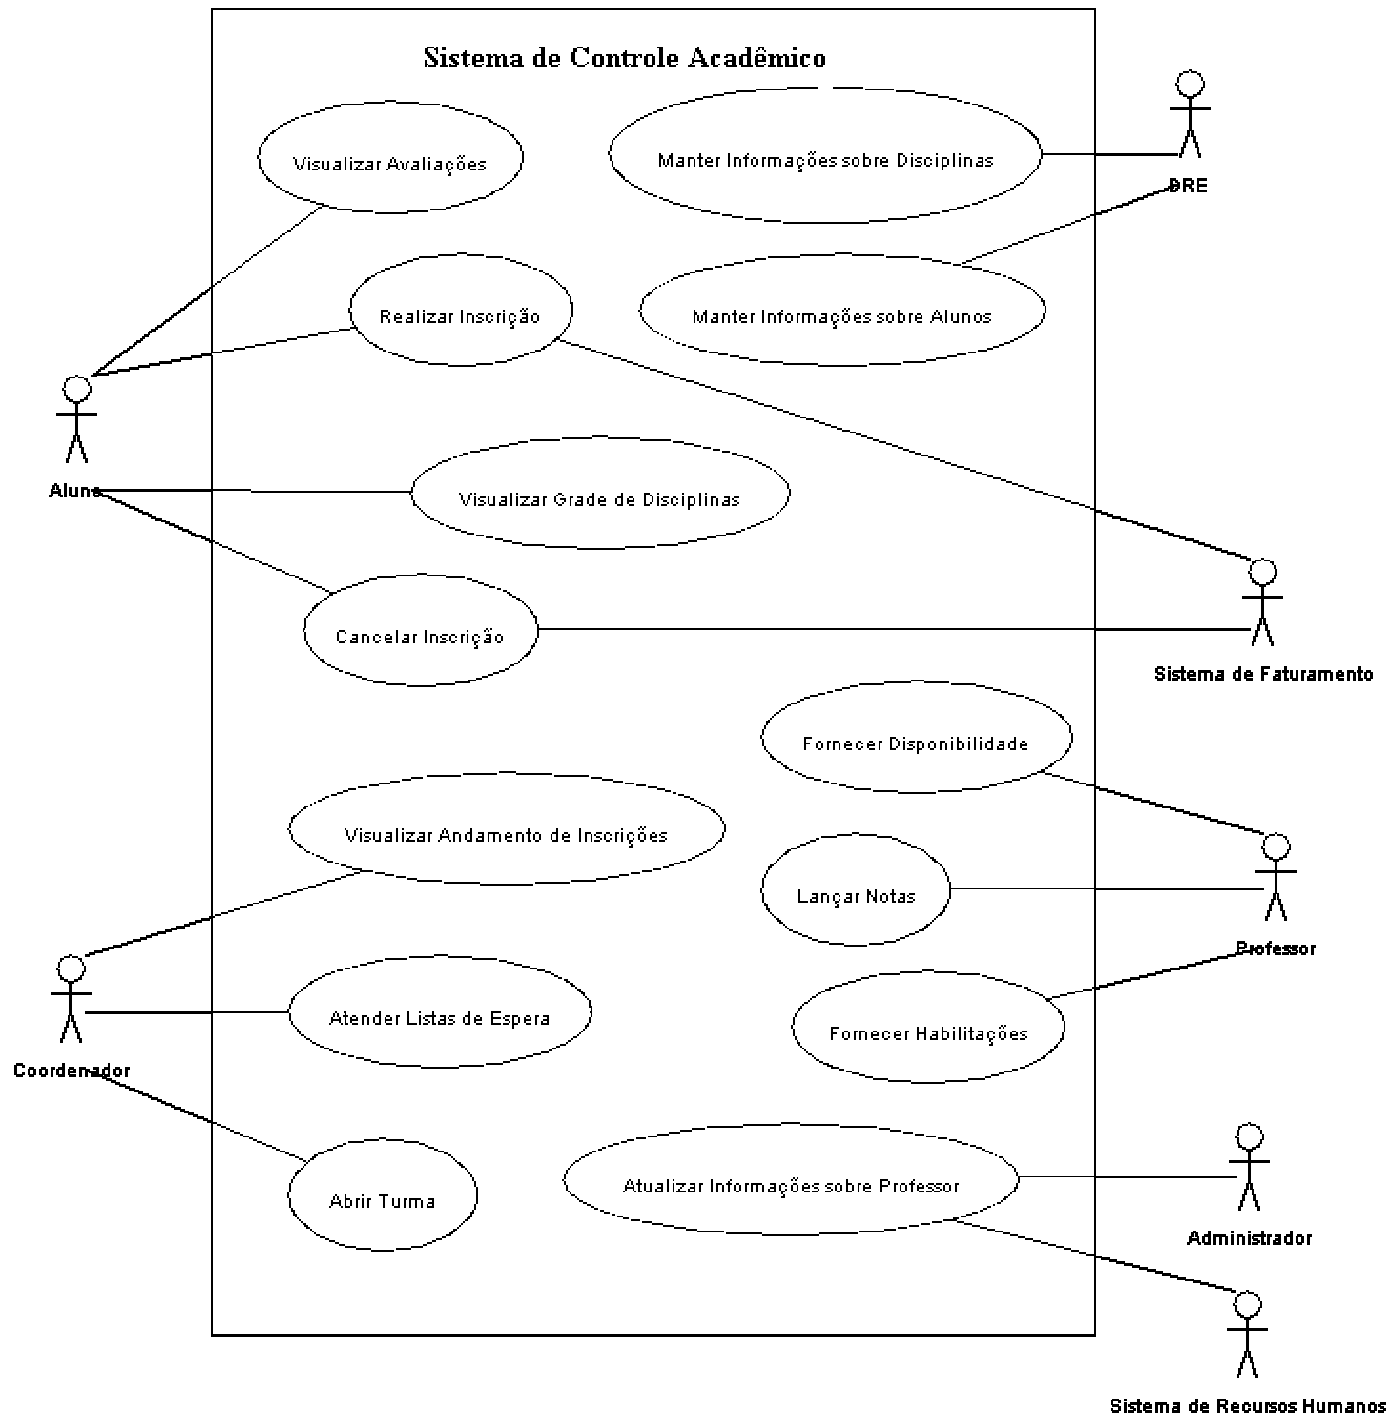 Sistema de Controle Acadêmico
Visualizar Avaliações
Manter Informações sobre Disciplinas
DRE
Realizar Inscrição
Manter Informações sobre Alunos
Aluno
Visualizar Grade de Disciplinas
Cancelar Inscrição
Sistema de Faturamento
Fornecer Disponibilidade
Visualizar Andamento de Inscrições
Lançar Notas
Professor
Atender Listas de Espera
Fornecer Habilitações
Coordenador
Atualizar Informações sobre Professor
Abrir Turma
Administrador
Sistema de Recursos Humanos